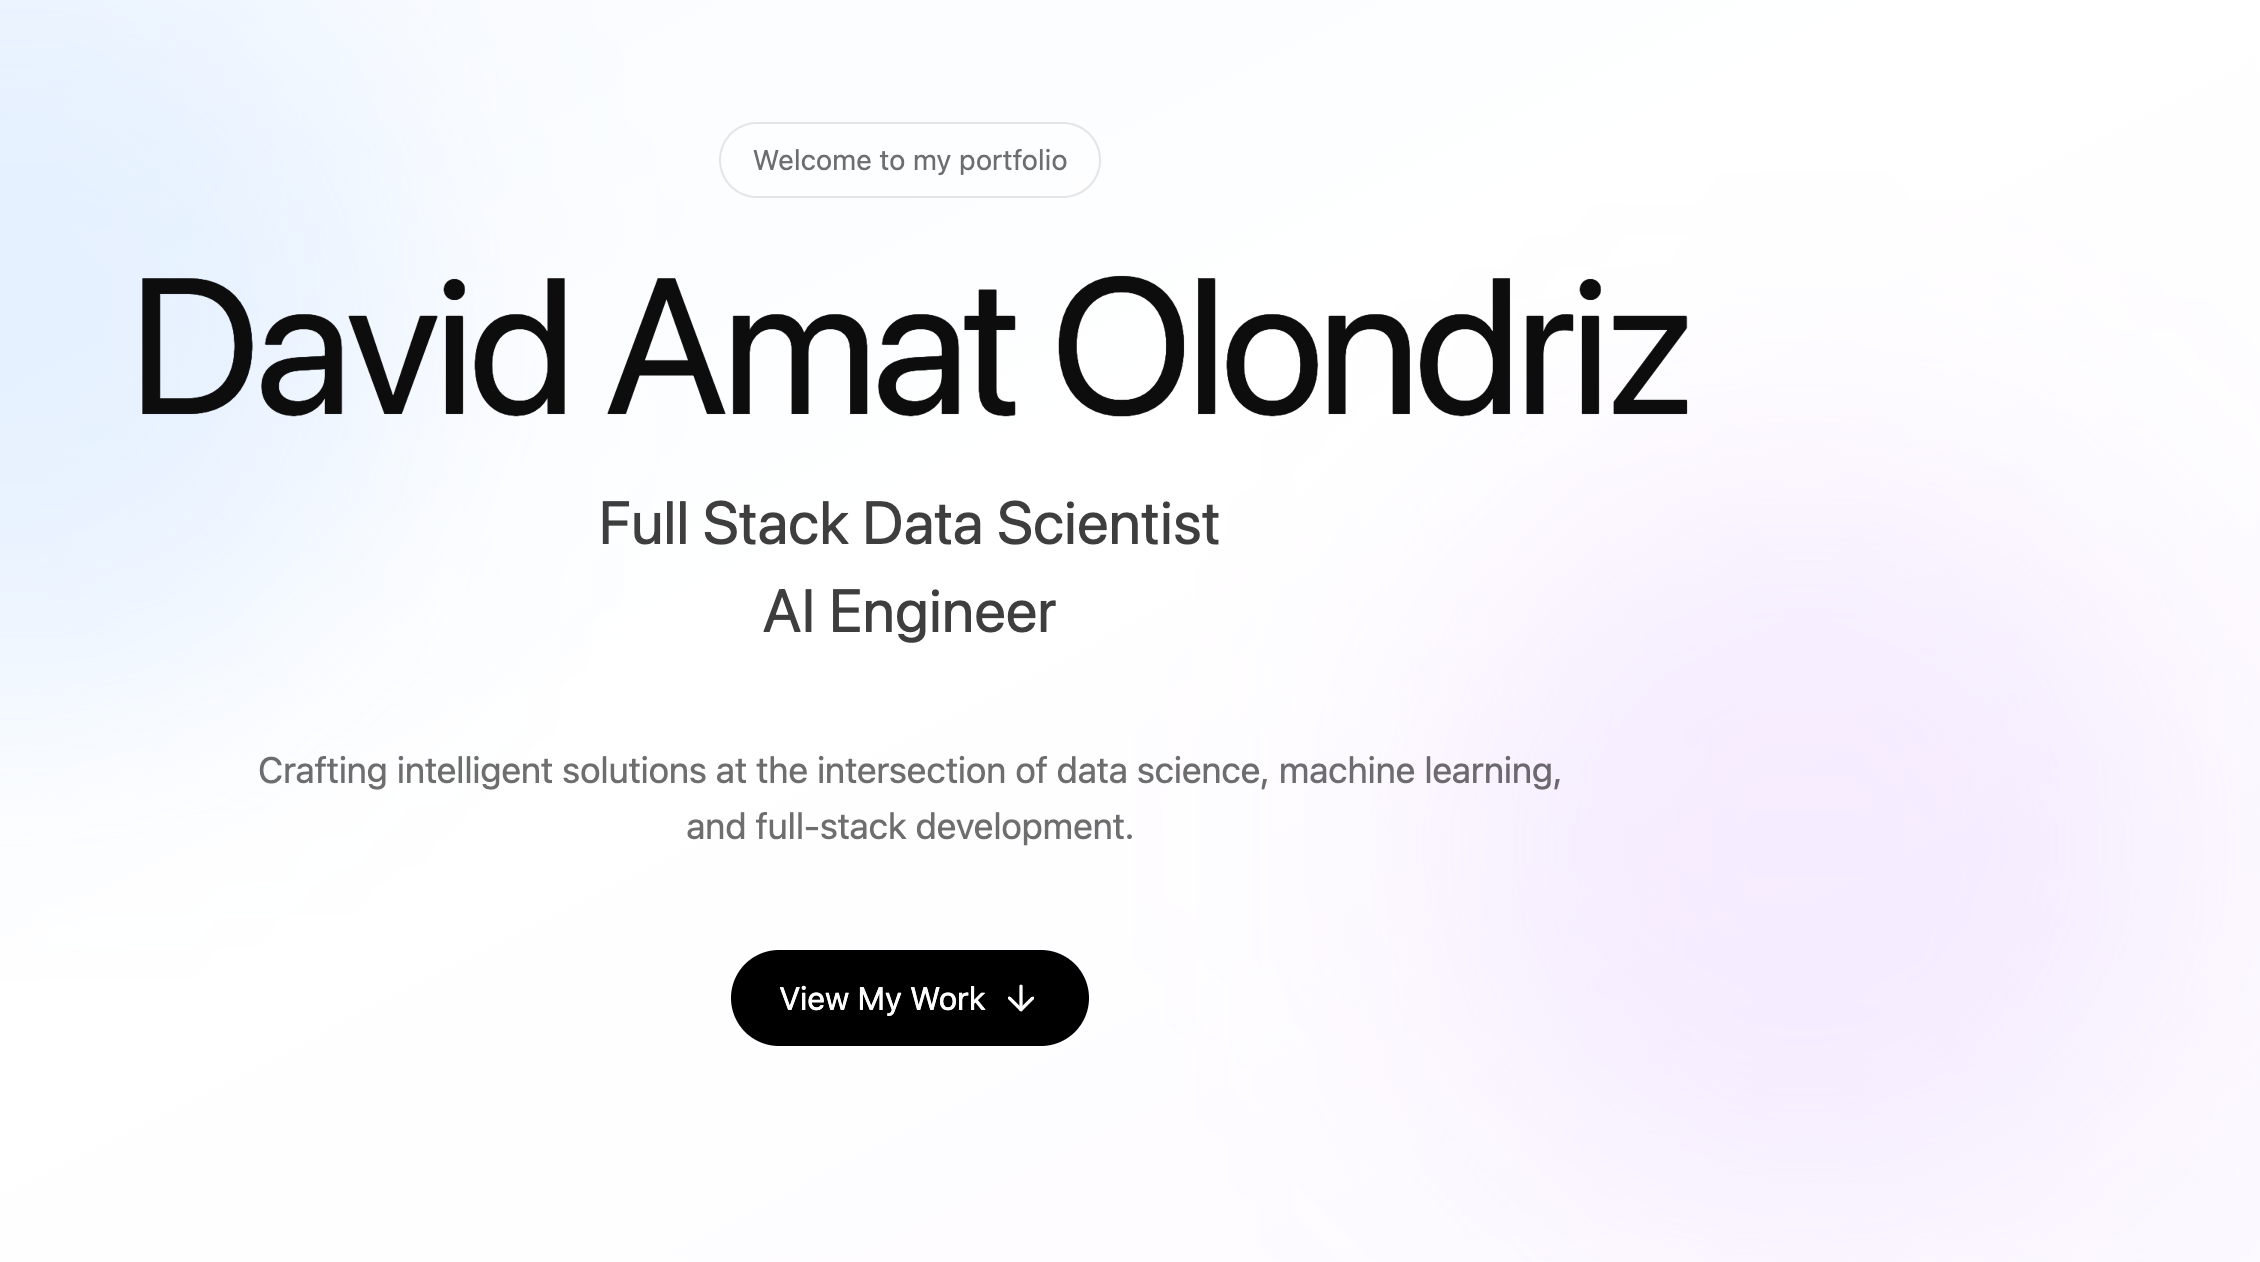 Welcome to my portfolio
David Amat Olondriz
Full Stack Data Scientist
AI Engineer
Crafting intelligent solutions at the intersection of data science, machine learning,
and full-stack development.
View My Work ↓